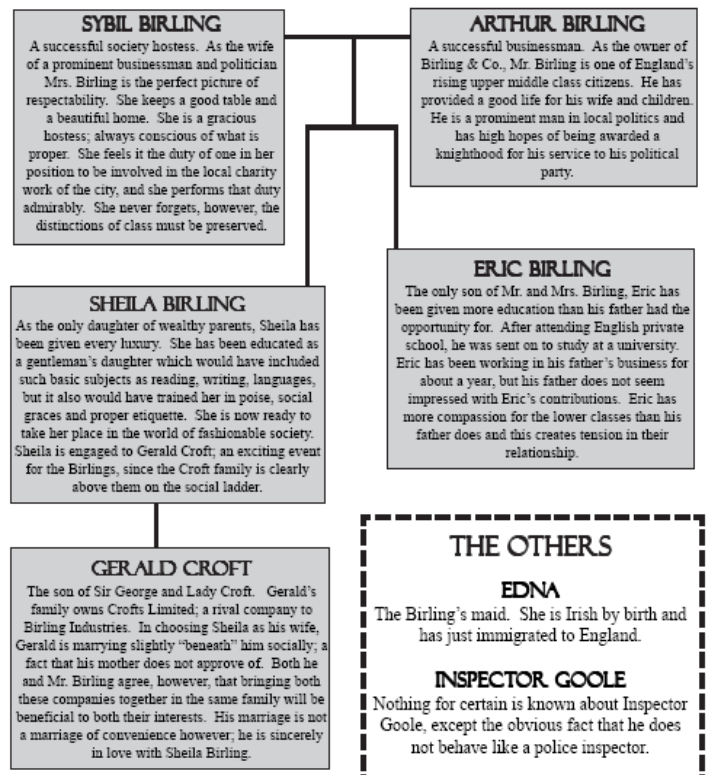 SYBIL BIRLING
A successful society hostess. As the wife
of a prominent businessman and politician
Mrs. Birling is the perfect picture of
respectability. She keeps a good table and
a beautiful home. She is a gracious
hostess; always conscious of what is
proper. She feels it the duty of one in her
position to be involved in the local charity
work of the city, and she performs that duty
admirably. She never forgets, however, the
distinctions of class must be preserved.
ARTHUR BIRLING
A successful businessman. As the owner of
Birling & Co., Mr. Birling is one of England's
rising upper middle class citizens. He has
provided a good life for his wife and children.
He is a prominent man in local politics and
has high hopes of being awarded a
knighthood for his service to his political
party.
ERIC BIRLING
The only son of Mr. and Mrs. Birling, Eric has
been given more education than his father had the
opportunity for. After attending English private
school, he was sent on to study at a university.
Eric has been working in his father's business for
about a year, but his father does not seem
impressed with Eric's contributions. Eric has
more compassion for the lower classes than his
father does and this creates tension in their
relationship.
SHEILA BIRLING
As the only daughter of wealthy parents, Sheila has
been given every luxury. She has been educated as
a gentleman's daughter which would have included
such basic subjects as reading, writing, languages,
but it also would have trained her in poise, social
graces and proper etiquette. She is now ready to
take her place in the world of fashionable society.
Sheila is engaged to Gerald Croft; an exciting event
for the Birlings, since the Croft family is clearly
above them on the social ladder.
GERALD CROFT
The son of Sir George and Lady Croft. Gerald's
family owns Crofts Limited; a rival company to
Birling Industries. In choosing Sheila as his wife,
Gerald is marrying slightly "beneath" him socially; a
fact that his mother does not approve of. Both he
and Mr. Birling agree, however, that bringing both
these companies together in the same family will be
beneficial to both their interests. His marriage is not
a marriage of convenience however; he is sincerely
in love with Sheila Birling.
THE OTHERS
EDNA
The Birling's maid. She is Irish by birth and
has just immigrated to England.
INSPECTOR GOOLE
Nothing for certain is known about Inspector
Goole, except the obvious fact that he does
not behave like a police inspector.